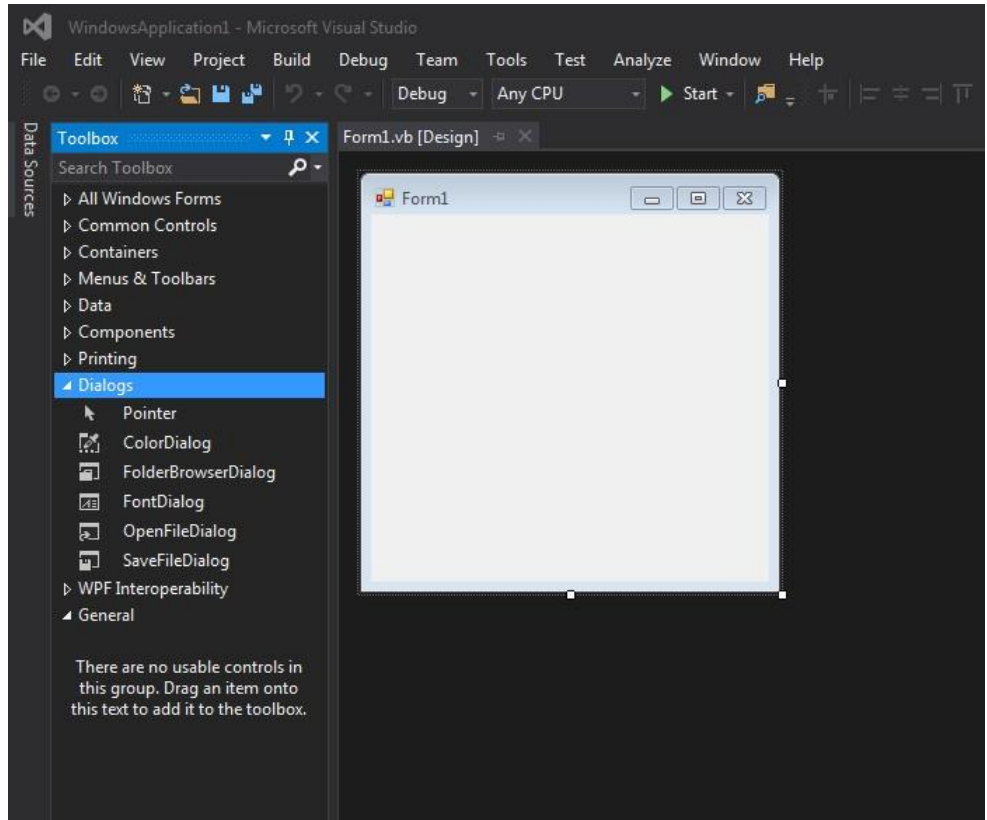 WindowsApplication1 - Microsoft Visual Studio
File Edit View Project Build Debug Team Tools Test Analyze Window Help
Debug Any CPU Start
Data Sources
Toolbox
Search Toolbox
All Windows Forms
Common Controls
Containers
Menus & Toolbars
Data
Components
Printing
Dialogs
Pointer
ColorDialog
FolderBrowserDialog
FontDialog
OpenFileDialog
SaveFileDialog
WPF Interoperability
General
There are no usable controls in
this group. Drag an item onto
this text to add it to the toolbox.
Form1.vb [Design]
Form1